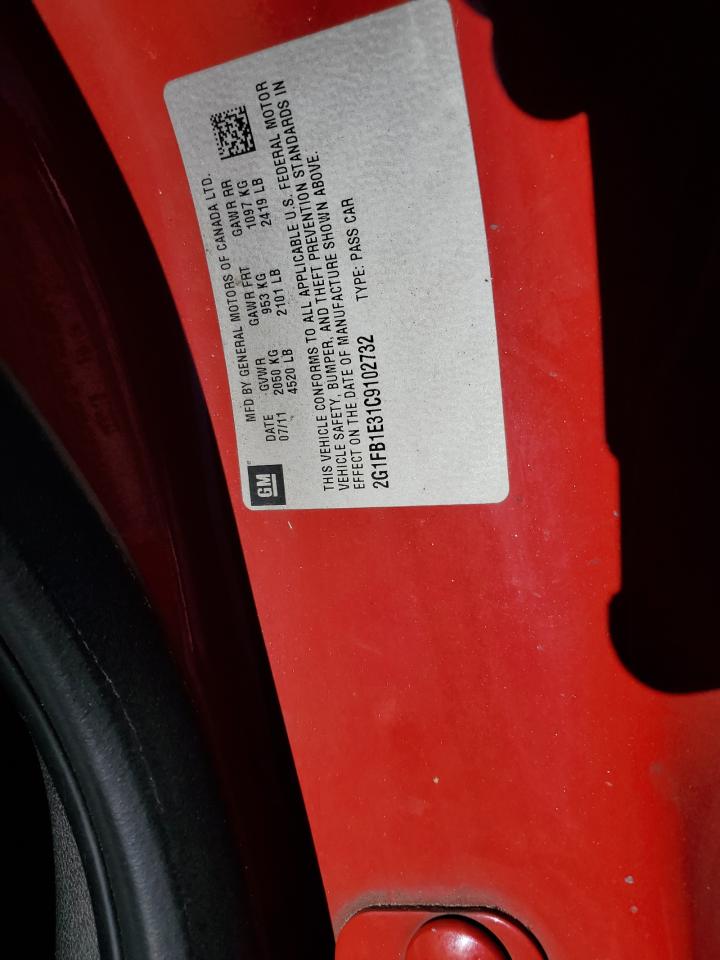 GM
MFD BY GENERAL MOTORS OF CANADA LTD.
DATE GVWR GAWR FRT GAWR RR
07/11 2050 KG 953 KG 1097 KG
4520 LB 2101 LB 2419 LB
THIS VEHICLE CONFORMS TO ALL APPLICABLE U.S. FEDERAL MOTOR
VEHICLE SAFETY, BUMPER, AND THEFT PREVENTION STANDARDS IN
EFFECT ON THE DATE OF MANUFACTURE SHOWN ABOVE.
2G1FB1E31C9102732 TYPE: PASS CAR